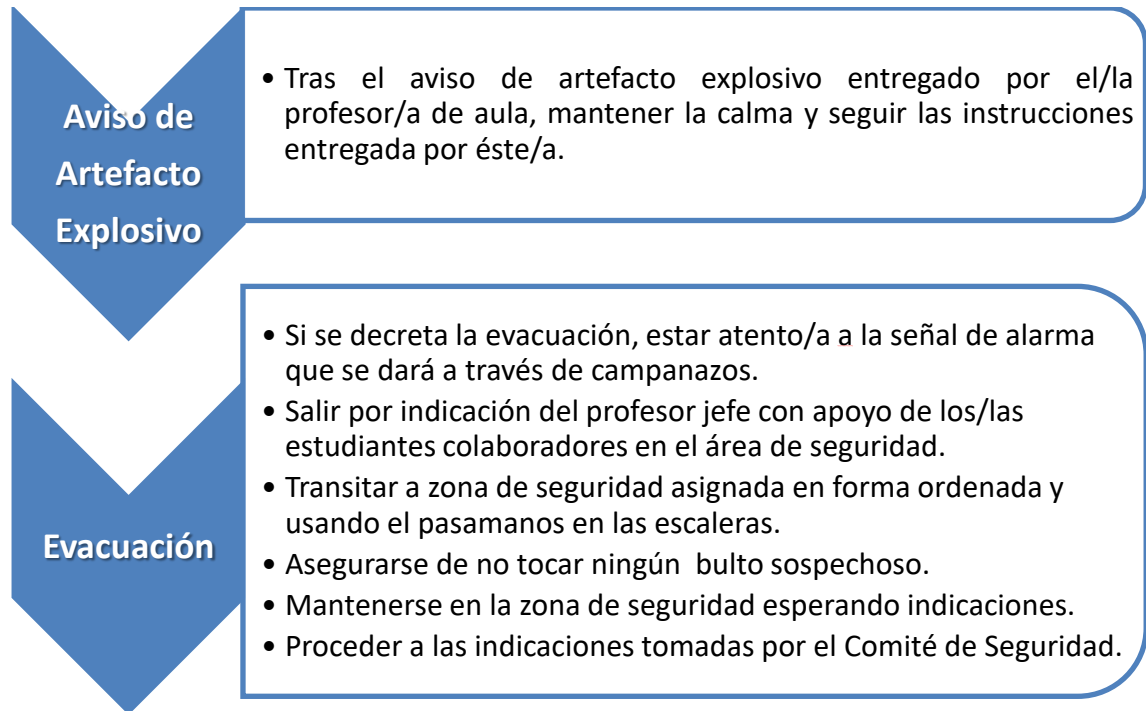 Aviso de
Artefacto
Explosivo
• Tras el aviso de artefacto explosivo entregado por el/la
profesor/a de aula, mantener la calma y seguir las instrucciones
entregada por éste/a.
Evacuación
• Si se decreta la evacuación, estar atento/a a la señal de alarma
que se dará a través de campanazos.
• Salir por indicación del profesor jefe con apoyo de los/las
estudiantes colaboradores en el área de seguridad.
• Transitar a zona de seguridad asignada en forma ordenada y
usando el pasamanos en las escaleras.
• Asegurarse de no tocar ningún  bulto sospechoso.
• Mantenerse en la zona de seguridad esperando indicaciones.
• Proceder a las indicaciones tomadas por el Comité de Seguridad.